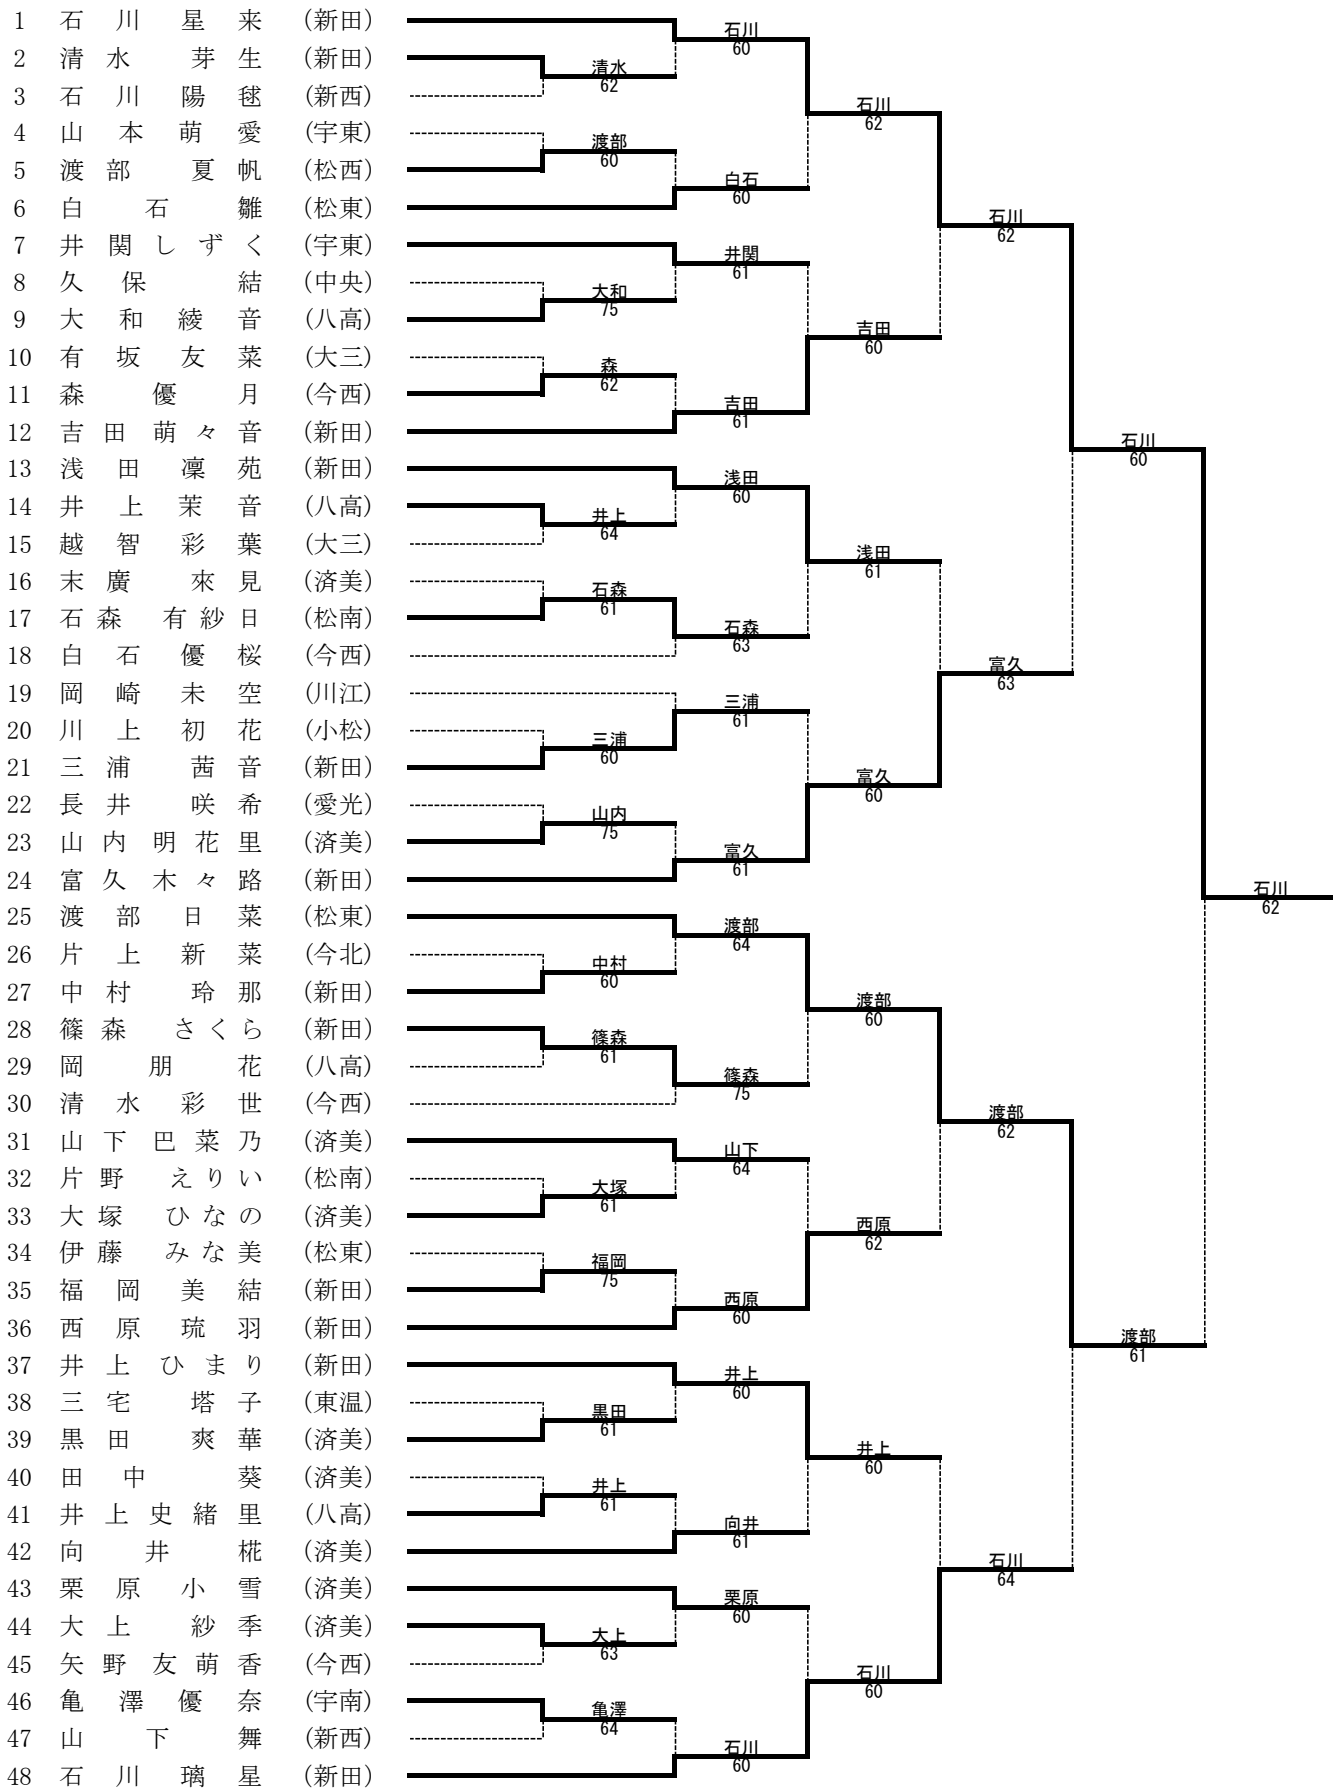 1 石川星来 (新田)
2 清水 芽生 (新田)
3 石川陽毬 (新西)
4 山本萌愛 (宇東)
5 渡部 夏帆 (松西)
6 白石雛 (松東)
7 井関しずく (宇東)
8 久保結 (中央)
9 大和綾音 (八高)
10 有坂友菜 (大三)
11 森優月 (今西)
12 吉田萌々音 (新田)
13 浅田凜苑 (新田)
14 井上茉音 (八高)
15 越智彩葉 (大三)
16 末廣 來見 (済美)
17 石森 有紗日 (松南)
18 白石優桜 (今西)
19 岡崎未空 (川江)
20 川上初花 (小松)
21 三浦 茜音 (新田)
22 長井 咲希 (愛光)
23 山内明花里 (済美)
24 富久木々路 (新田)
25 渡部日菜 (松東)
26 片上新菜 (今北)
27 中村 玲那 (新田)
28 篠森 さくら (新田)
29 岡朋花 (八高)
30 清水彩世 (今西)
31 山下巴菜乃 (済美)
32 片野 えりい (松南)
33 大塚 ひなの (済美)
34 伊藤 みな美 (松東)
35 福岡美結 (新田)
36 西原琉羽 (新田)
37 井上ひまり (新田)
38 三宅 塔子 (東温)
39 黒田 爽華 (済美)
40 田中 葵 (済美)
41 井上史緒里 (八高)
42 向井椛 (済美)
43 栗原小雪 (済美)
44 大上 紗季 (済美)
45 矢野友萌香 (今西)
46 亀澤優奈 (宇南)
47 山下舞 (新西)
48 石川璃星 (新田)
清水
62
渡部
60
大和
75
森
62
井上
64
石森
61
三浦
60
山内
75
中村
60
篠森
61
大塚
61
福岡
75
黒田
61
井上
61
大上
63
亀澤
64
石川
60
白石
60
井関
61
吉田
61
浅田
60
石森
63
三浦
61
富久
61
渡部
64
篠森
75
山下
64
西原
60
井上
60
向井
61
栗原
60
石川
60
石川
62
吉田
60
浅田
61
富久
60
渡部
60
西原
62
井上
60
石川
60
石川
62
富久
63
渡部
62
石川
64
石川
60
渡部
61
石川
62